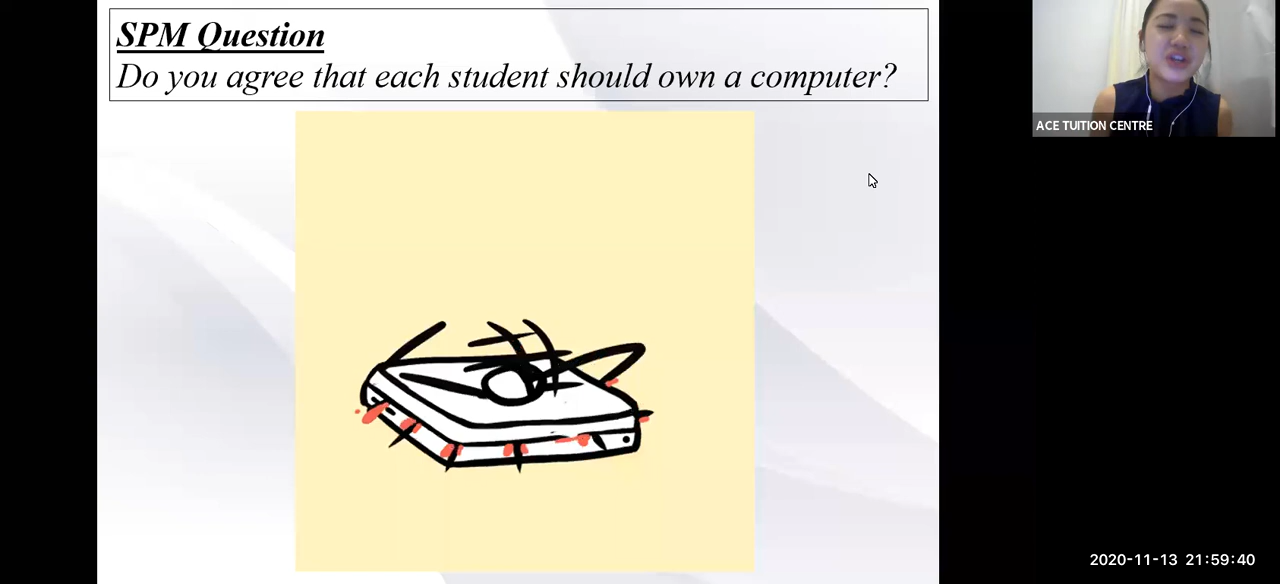 SPM Question
Do you agree that each student should own a computer?
ACE TUITION CENTRE
2020-11-13 21:59:40